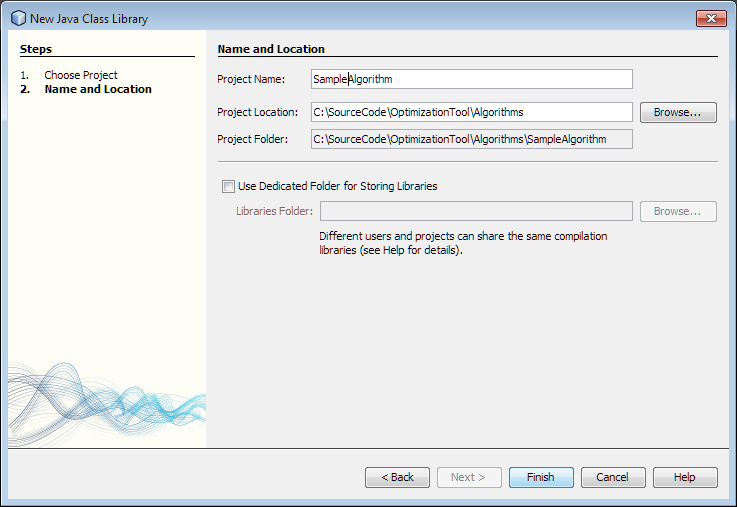 New Java Class Library
Steps
1. Choose Project
2. Name and Location
Name and Location
Project Name: SampleAlgorithm
Project Location: C:\SourceCode\OptimizationTool\Algorithms Browse...
Project Folder: C:\SourceCode\OptimizationTool\Algorithms\SampleAlgorithm
Use Dedicated Folder for Storing Libraries
Libraries Folder: Browse...
Different users and projects can share the same compilation
libraries (see Help for details).
< Back Next > Finish Cancel Help